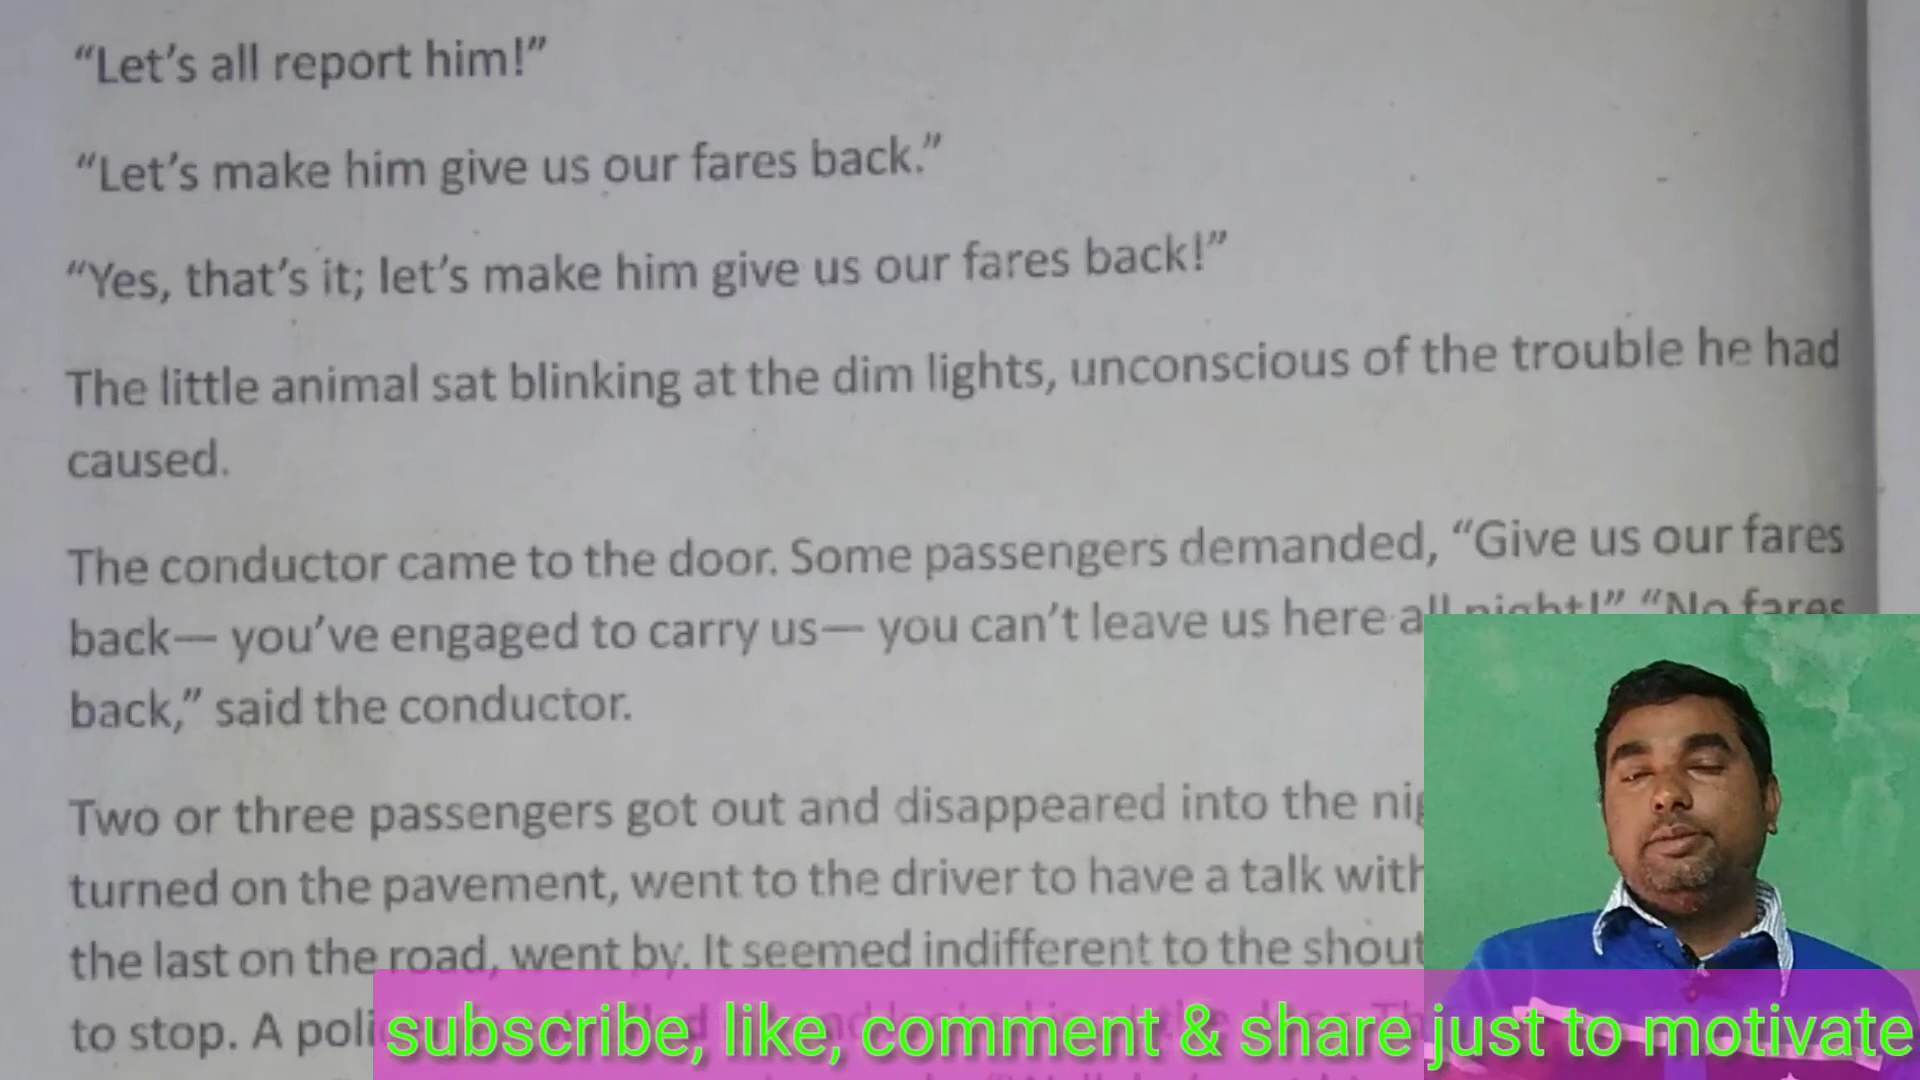 “Let’s all report him!”
“Let’s make him give us our fares back.”
“Yes, that’s it; let’s make him give us our fares back!”
The little animal sat blinking at the dim lights, unconscious of the trouble he had
caused.
The conductor came to the door. Some passengers demanded, “Give us our fares
back— you’ve engaged to carry us— you can’t leave us here all night!” “No fares
back,” said the conductor.
Two or three passengers got out and disappeared into the
turned on the pavement, went to the driver to have a talk with
the last on the road, went by. It seemed indifferent to the
to stop. A
subscribe, like, comment & share just to motivate